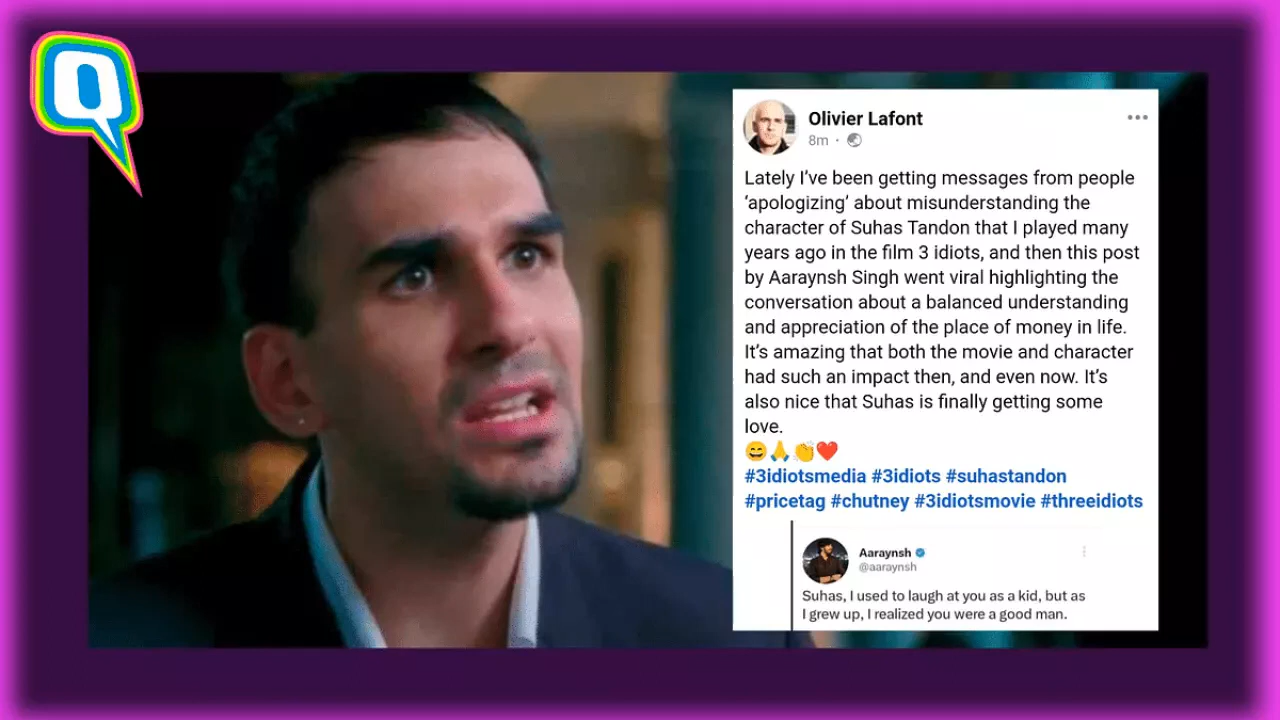 Q
Olivier Lafont
8m ·
Lately I've been getting messages from people
‘apologizing’ about misunderstanding the
character of Suhas Tandon that I played many
years ago in the film 3 idiots, and then this post
by Aaraynsh Singh went viral highlighting the
conversation about a balanced understanding
and appreciation of the place of money in life.
It's amazing that both the movie and character
had such an impact then, and even now. It's
also nice that Suhas is finally getting some
love.
😄🙏👏❤️
#3idiotsmedia #3idiots #suhastandon
#pricetag #chutney #3idiotsmovie #threeidiots
Aaraynsh
@aaraynsh
Suhas, I used to laugh at you as a kid, but as
I grew up, I realized you were a good man.